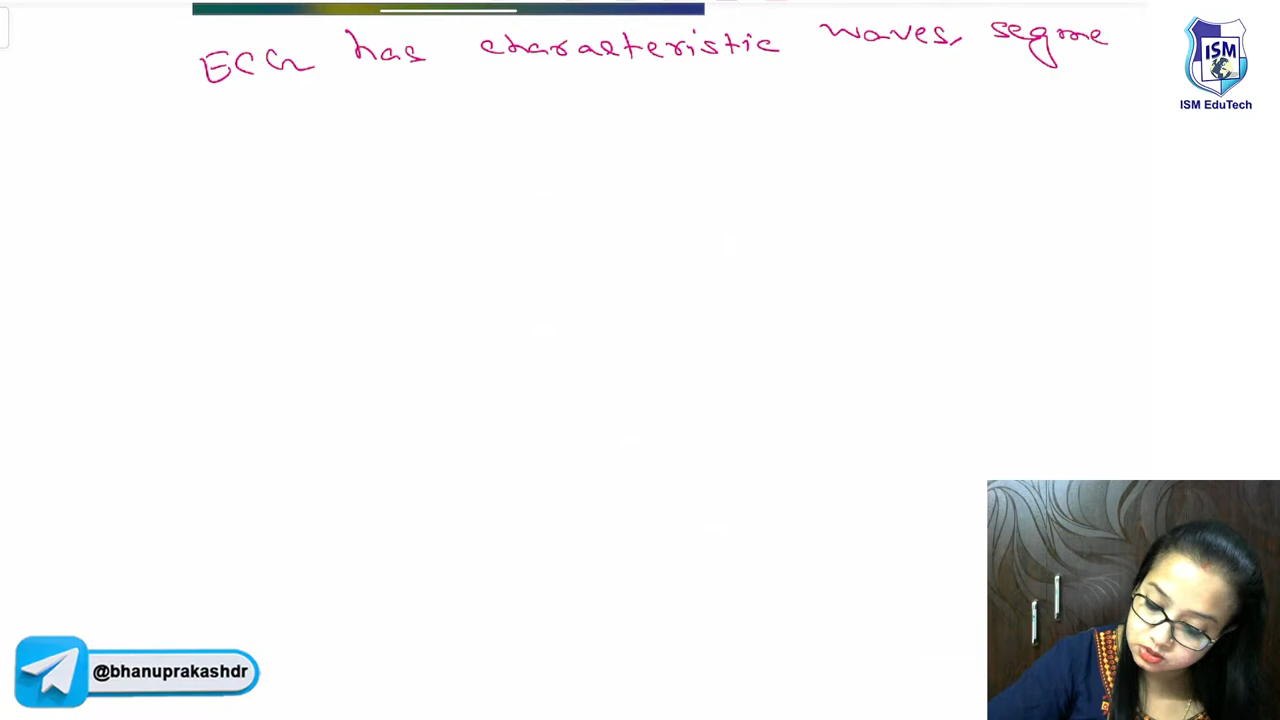 ECG has characteristic waves, segme
ISM
ISM EduTech
@bhanuprakashdr